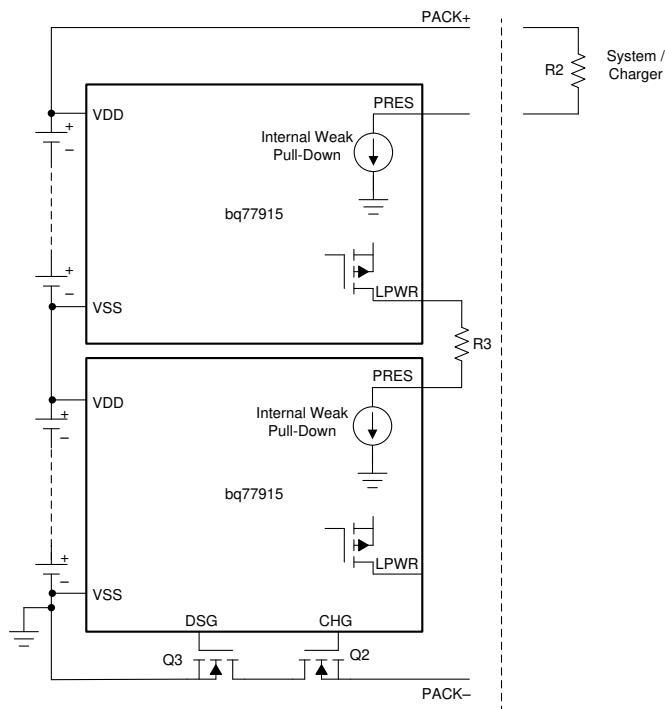 PACK+
R2
System /
Charger
PRES
VDD
+
–
Internal Weak
Pull-Down
bq77915
+
–
VSS
LPWR
R3
PRES
VDD
+
–
Internal Weak
Pull-Down
bq77915
+
–
LPWR
VSS
DSG
CHG
Q3
Q2
PACK–